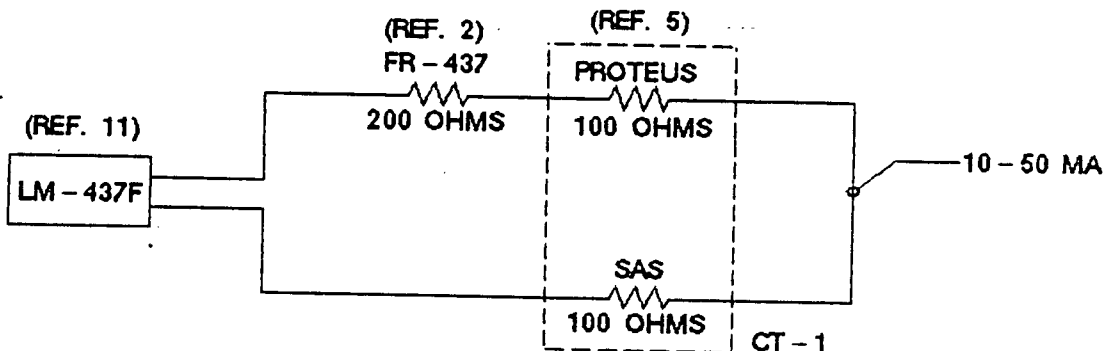 (REF. 2)
FR-437
200 OHMS
(REF. 5)
PROTEUS
100 OHMS
(REF. 11)
LM-437F
10-50 MA
SAS
100 OHMS
CT-1